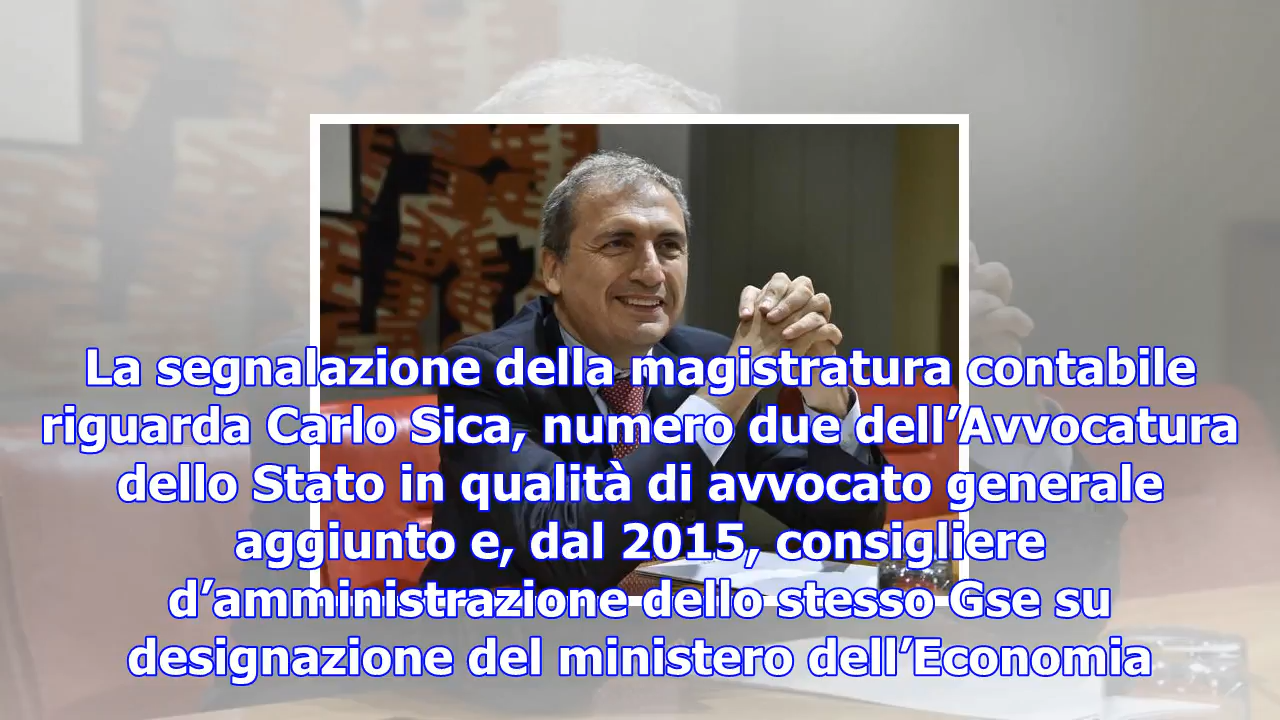 La segnalazione della magistratura contabile
riguarda Carlo Sica, numero due dell’Avvocatura
dello Stato in qualità di avvocato generale
aggiunto e, dal 2015, consigliere
d’amministrazione dello stesso Gse su
designazione del ministero dell’Economia